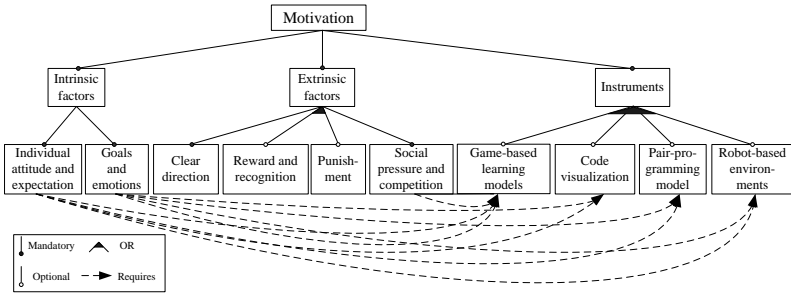 Motivation
Intrinsic
factors
Extrinsic
factors
Instruments
Individual
attitude and
expectation
Goals
and
emotions
Clear
direction
Reward and
recognition
Punish-
ment
Social
pressure and
competition
Game-based
learning
models
Code
visualization
Pair-pro-
gramming
model
Robot-based
environ-
ments
Mandatory
OR
Optional
Requires